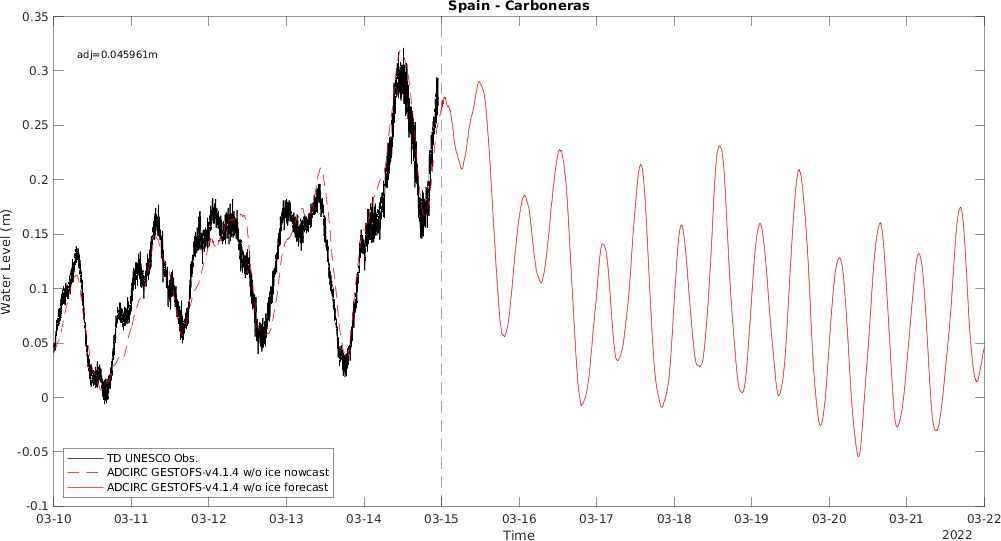 Spain - Carboneras
0.35
adj=0.045961m
0.3
0.25
0.2
0.15
0.1
0.05
0
-0.05
-0.1
Water Level (m)
TD UNESCO Obs.
ADCIRC GESTOFS-v4.1.4 w/o ice nowcast
ADCIRC GESTOFS-v4.1.4 w/o ice forecast
03-10 03-11 03-12 03-13 03-14 03-15 03-16 03-17 03-18 03-19 03-20 03-21 03-22
Time
2022